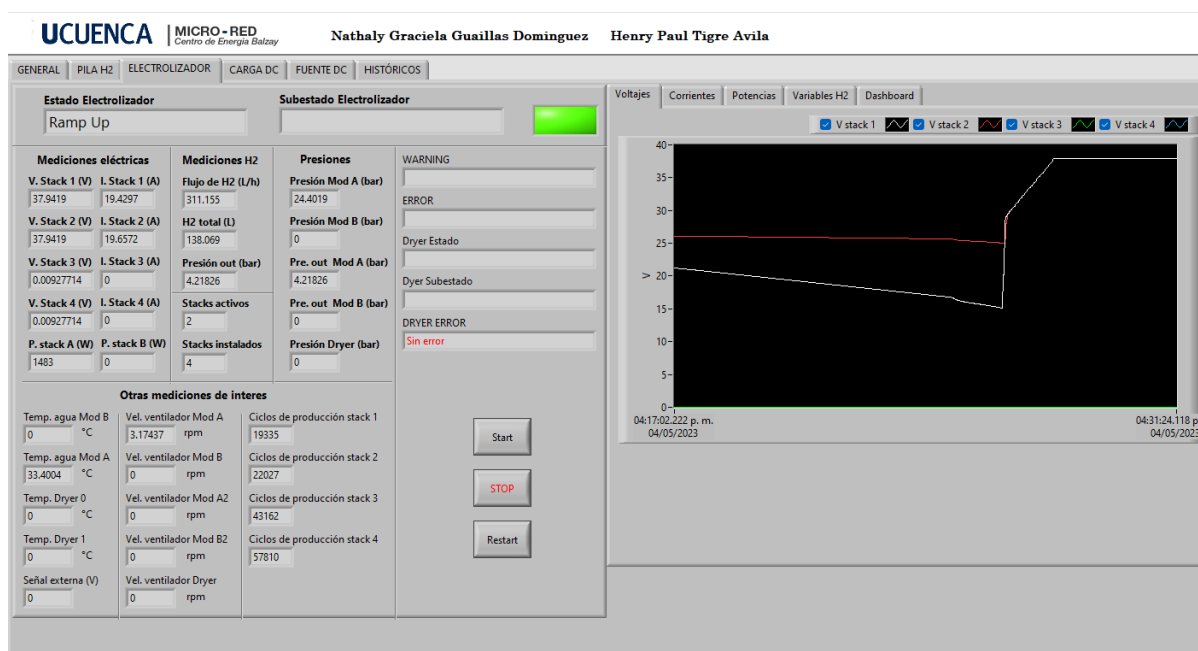 UCUENCA MICRO-RED
Centro de Energía Balzay
Nathaly Graciela Guaillas Dominguez Henry Paul Tigre Avila
GENERAL PILA H2 ELECTROLIZADOR CARGA DC FUENTE DC HISTÓRICOS
Estado Electrolizador
Ramp Up
Subestado Electrolizador
Mediciones eléctricas
V. Stack 1 (V) I. Stack 1 (A)
37.9419 19.4297
V. Stack 2 (V) I. Stack 2 (A)
37.9419 19.6572
V. Stack 3 (V) I. Stack 3 (A)
0.00927714 0
V. Stack 4 (V) I. Stack 4 (A)
0.00927714 0
P. stack A (W) P. stack B (W)
1483 0
Mediciones H2
Flujo de H2 (L/h)
311.155
H2 total (L)
138.069
Presión out (bar)
4.21826
Stacks activos
2
Stacks instalados
4
Presiones
Presión Mod A (bar)
24.4019
Presión Mod B (bar)
0
Pre. out Mod A (bar)
4.21826
Pre. out Mod B (bar)
0
Presión Dryer (bar)
0
WARNING
ERROR
Dryer Estado
Dyer Subestado
DRYER ERROR
Sin error
Otras mediciones de interes
Temp. agua Mod B
0 °C
Temp. agua Mod A
33.4004 °C
Temp. Dryer 0
0 °C
Temp. Dryer 1
0 °C
Señal externa (V)
0
Vel. ventilador Mod A
3.17437 rpm
Vel. ventilador Mod B
0 rpm
Vel. ventilador Mod A2
0 rpm
Vel. ventilador Mod B2
0 rpm
Vel. ventilador Dryer
0 rpm
Ciclos de producción stack 1
19335
Ciclos de producción stack 2
22027
Ciclos de producción stack 3
43162
Ciclos de producción stack 4
57810
Start
STOP
Restart
Voltajes Corrientes Potencias Variables H2 Dashboard
V stack 1 V stack 2 V stack 3 V stack 4
40
35
30
25
V 20
15
10
5
0
04:17:02.222 p. m.
04/05/2023
04:31:24.118 p
04/05/2023